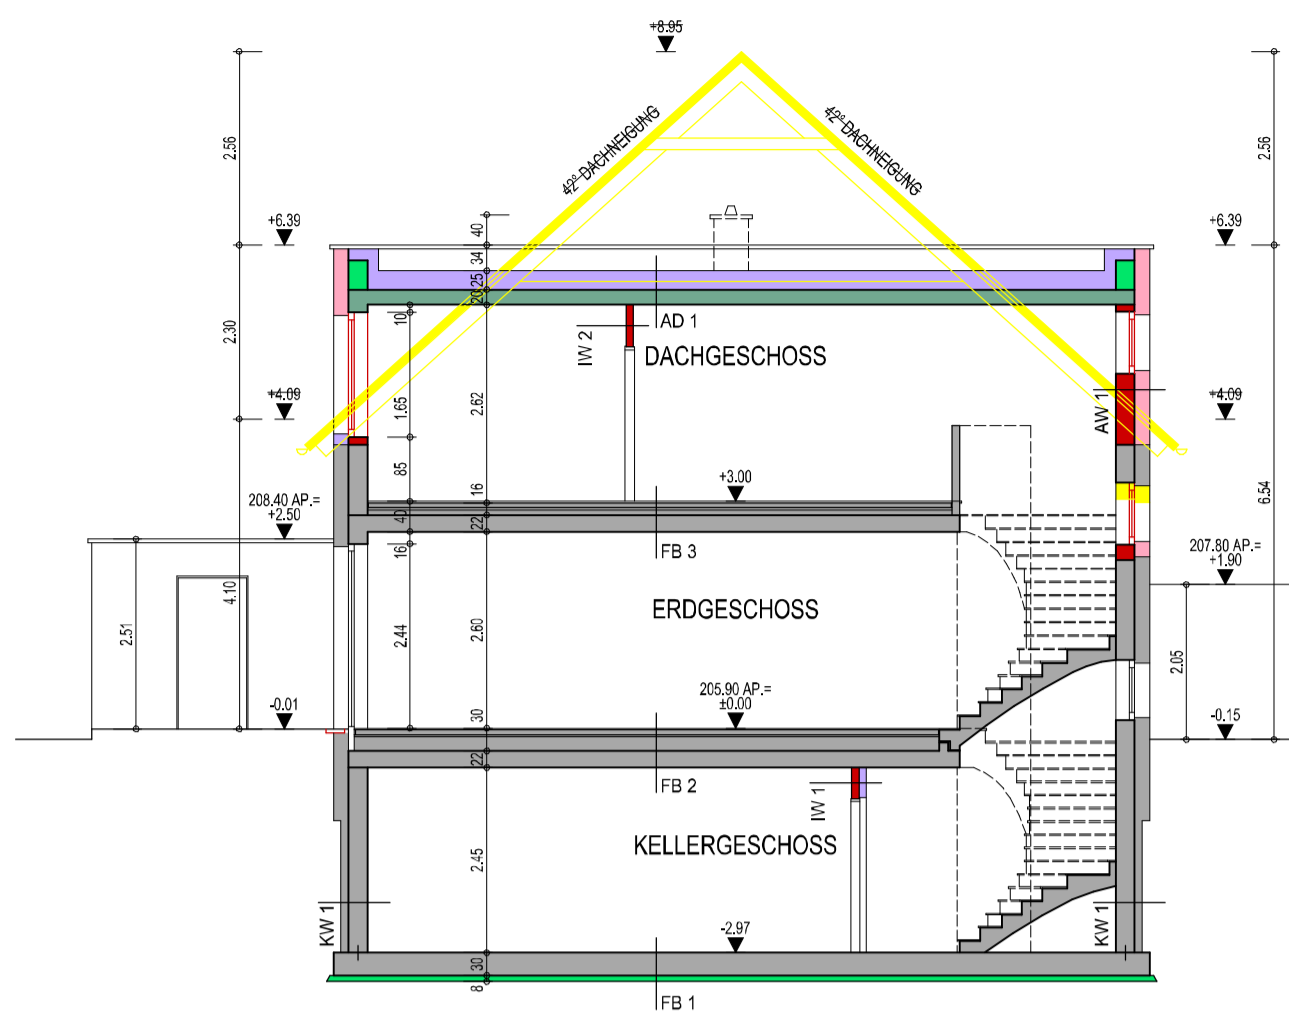 +8.95
42° DACHNEIGUNG
42° DACHNEIGUNG
2.56
2.56
+6.39
+6.39
40
34
25
20
10
AD 1
IW 2
DACHGESCHOSS
2.30
+4.09
+4.09
1.65
2.62
AW 1
85
16
+3.00
6.54
208.40 AP.=
+2.50
40
22
16
FB 3
207.80 AP.=
+1.90
4.10
2.51
2.44
2.60
ERDGESCHOSS
2.05
205.90 AP.=
±0.00
-0.01
30
-0.15
22
FB 2
IW 1
KELLERGESCHOSS
2.45
KW 1
KW 1
-2.97
30
8
FB 1